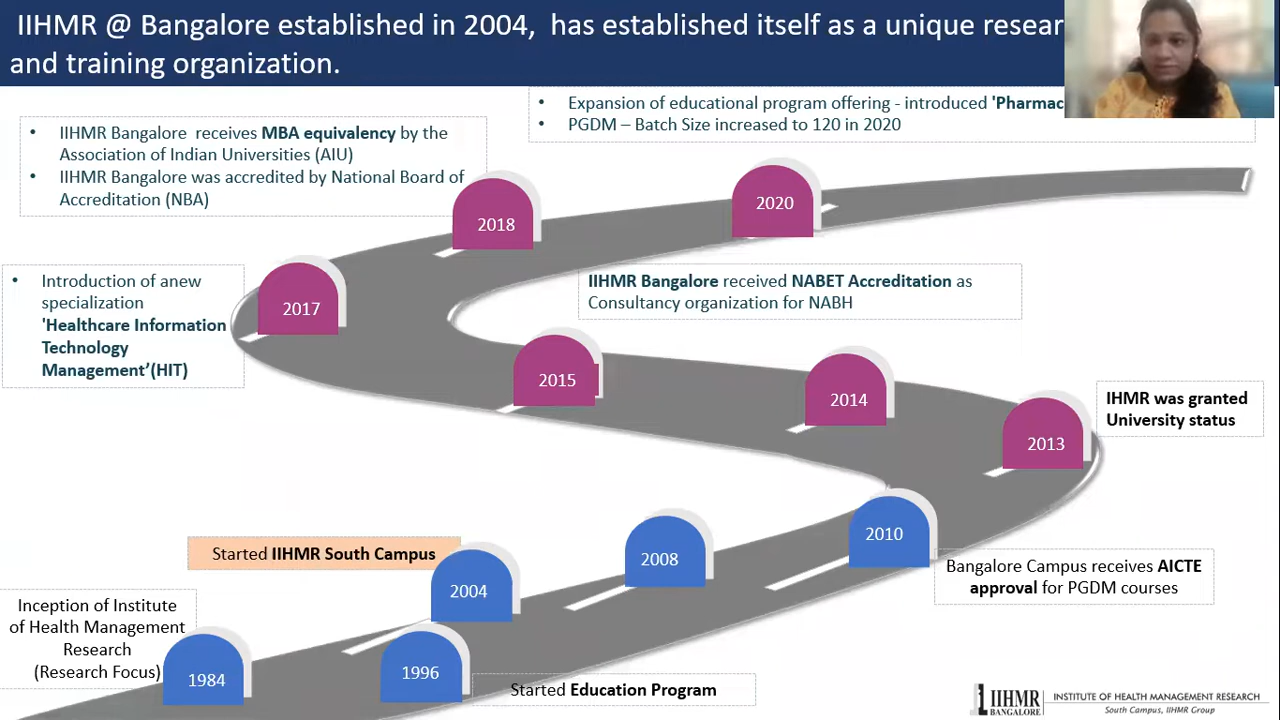 IIHMR @ Bangalore established in 2004, has established itself as a unique
and training organization.
• Expansion of educational program offering - introduced
• PGDM – Batch Size increased to 120 in 2020
• IIHMR Bangalore receives MBA equivalency by the
Association of Indian Universities (AIU)
• IIHMR Bangalore was accredited by National Board of
Accreditation (NBA)
2018
2020
• Introduction of anew
specialization
'Healthcare Information
Technology
Management’(HIT)
2017
IIHMR Bangalore received NABET Accreditation as
Consultancy organization for NABH
2015
2014
2013
IHMR was granted
University status
Started IIHMR South Campus
2004
2008
2010
Bangalore Campus receives AICTE
approval for PGDM courses
Inception of Institute
of Health Management
Research
(Research Focus)
1984
1996
Started Education Program
IIHMR
BANGALORE
INSTITUTE OF HEALTH MANAGEMENT RESEARCH
South Campus, IIHMR Group